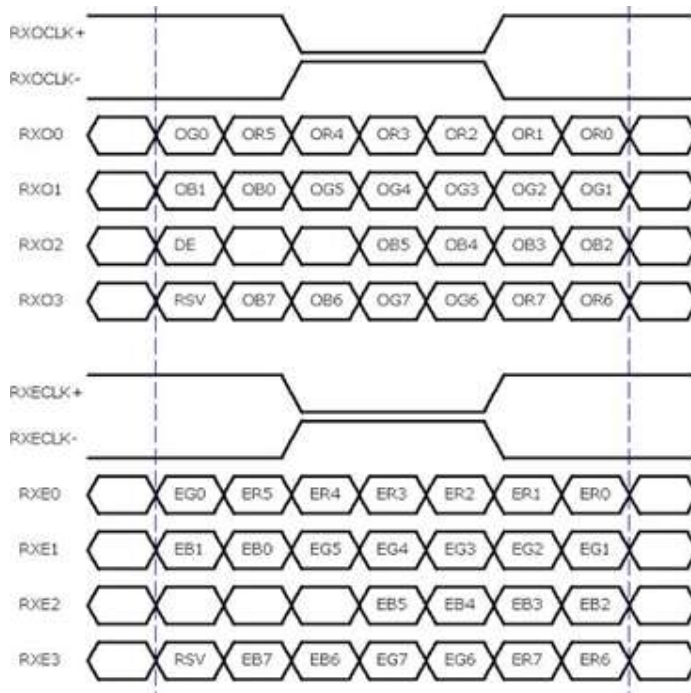 RXOCLK+
RXOCLK-
RXO0 OG0 OR5 OR4 OR3 OR2 OR1 OR0
RXO1 OB1 OB0 OG5 OG4 OG3 OG2 OG1
RXO2 DE OB5 OB4 OB3 OB2
RXO3 RSV OB7 OB6 OG7 OG6 OR7 OR6
RXECLK+
RXECLK-
RXE0 EG0 ER5 ER4 ER3 ER2 ER1 ER0
RXE1 EB1 EB0 EG5 EG4 EG3 EG2 EG1
RXE2 EB5 EB4 EB3 EB2
RXE3 RSV EB7 EB6 EG7 EG6 ER7 ER6